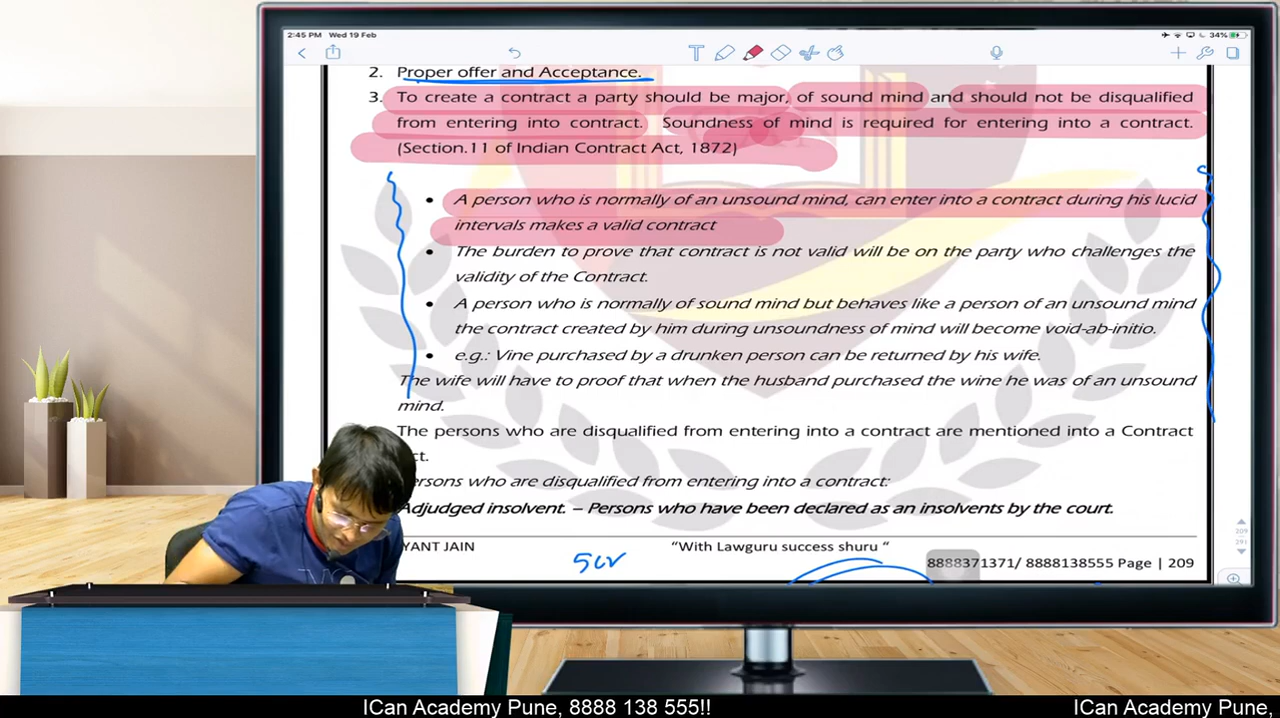 2:45 PM Wed 19 Feb
34%
T
2. Proper offer and Acceptance.
3. To create a contract a party should be major, of sound mind and should not be disqualified
from entering into contract. Soundness of mind is required for entering into a contract.
(Section.11 of Indian Contract Act, 1872)
• A person who is normally of an unsound mind, can enter into a contract during his lucid
intervals makes a valid contract
• The burden to prove that contract is not valid will be on the party who challenges the
validity of the Contract.
• A person who is normally of sound mind but behaves like a person of an unsound mind
the contract created by him during unsoundness of mind will become void-ab-initio.
• e.g.: Vine purchased by a drunken person can be returned by his wife.
The wife will have to proof that when the husband purchased the wine he was of an unsound
mind.
The persons who are disqualified from entering into a contract are mentioned into a Contract
ct.
ersons who are disqualified from entering into a contract:
Adjudged insolvent. – Persons who have been declared as an insolvents by the court.
YANT JAIN "With Lawguru success shuru "
8888371371/ 8888138555 Page | 209
209
391
ICan Academy Pune, 8888 138 555!!
ICan Academy Pune,